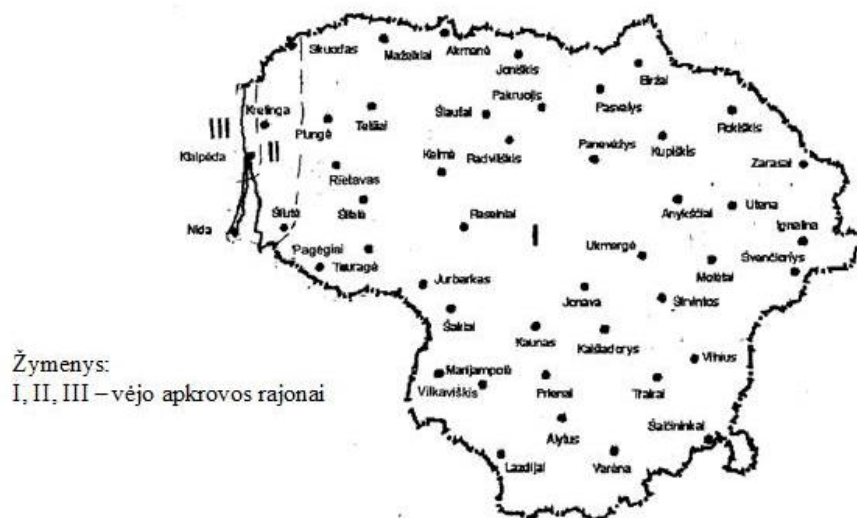 Skuodas
Mažeikiai
Akmenė
Joniškis
Biržai
Pakruojis
Pasvalys
Rokiškis
III
Kretinga
Plungė
Telšiai
Šiauliai
Radviliškis
Panevėžys
Kupiškis
Klaipėda
II
Rietavas
Kelmė
Zarasai
Šilutė
Šilalė
Raseiniai
I
Anykščiai
Utena
Ignalina
Nida
Pagėgiai
Tauragė
Ukmergė
Molėtai
Švenčionys
Jurbarkas
Jonava
Širvintos
Šakiai
Kaunas
Kaišiadorys
Vilnius
Žymenys:
I, II, III – vėjo apkrovos rajonai
Marijampolė
Vilkaviškis
Prienai
Trakai
Alytus
Šalčininkai
Lazdijai
Varėna